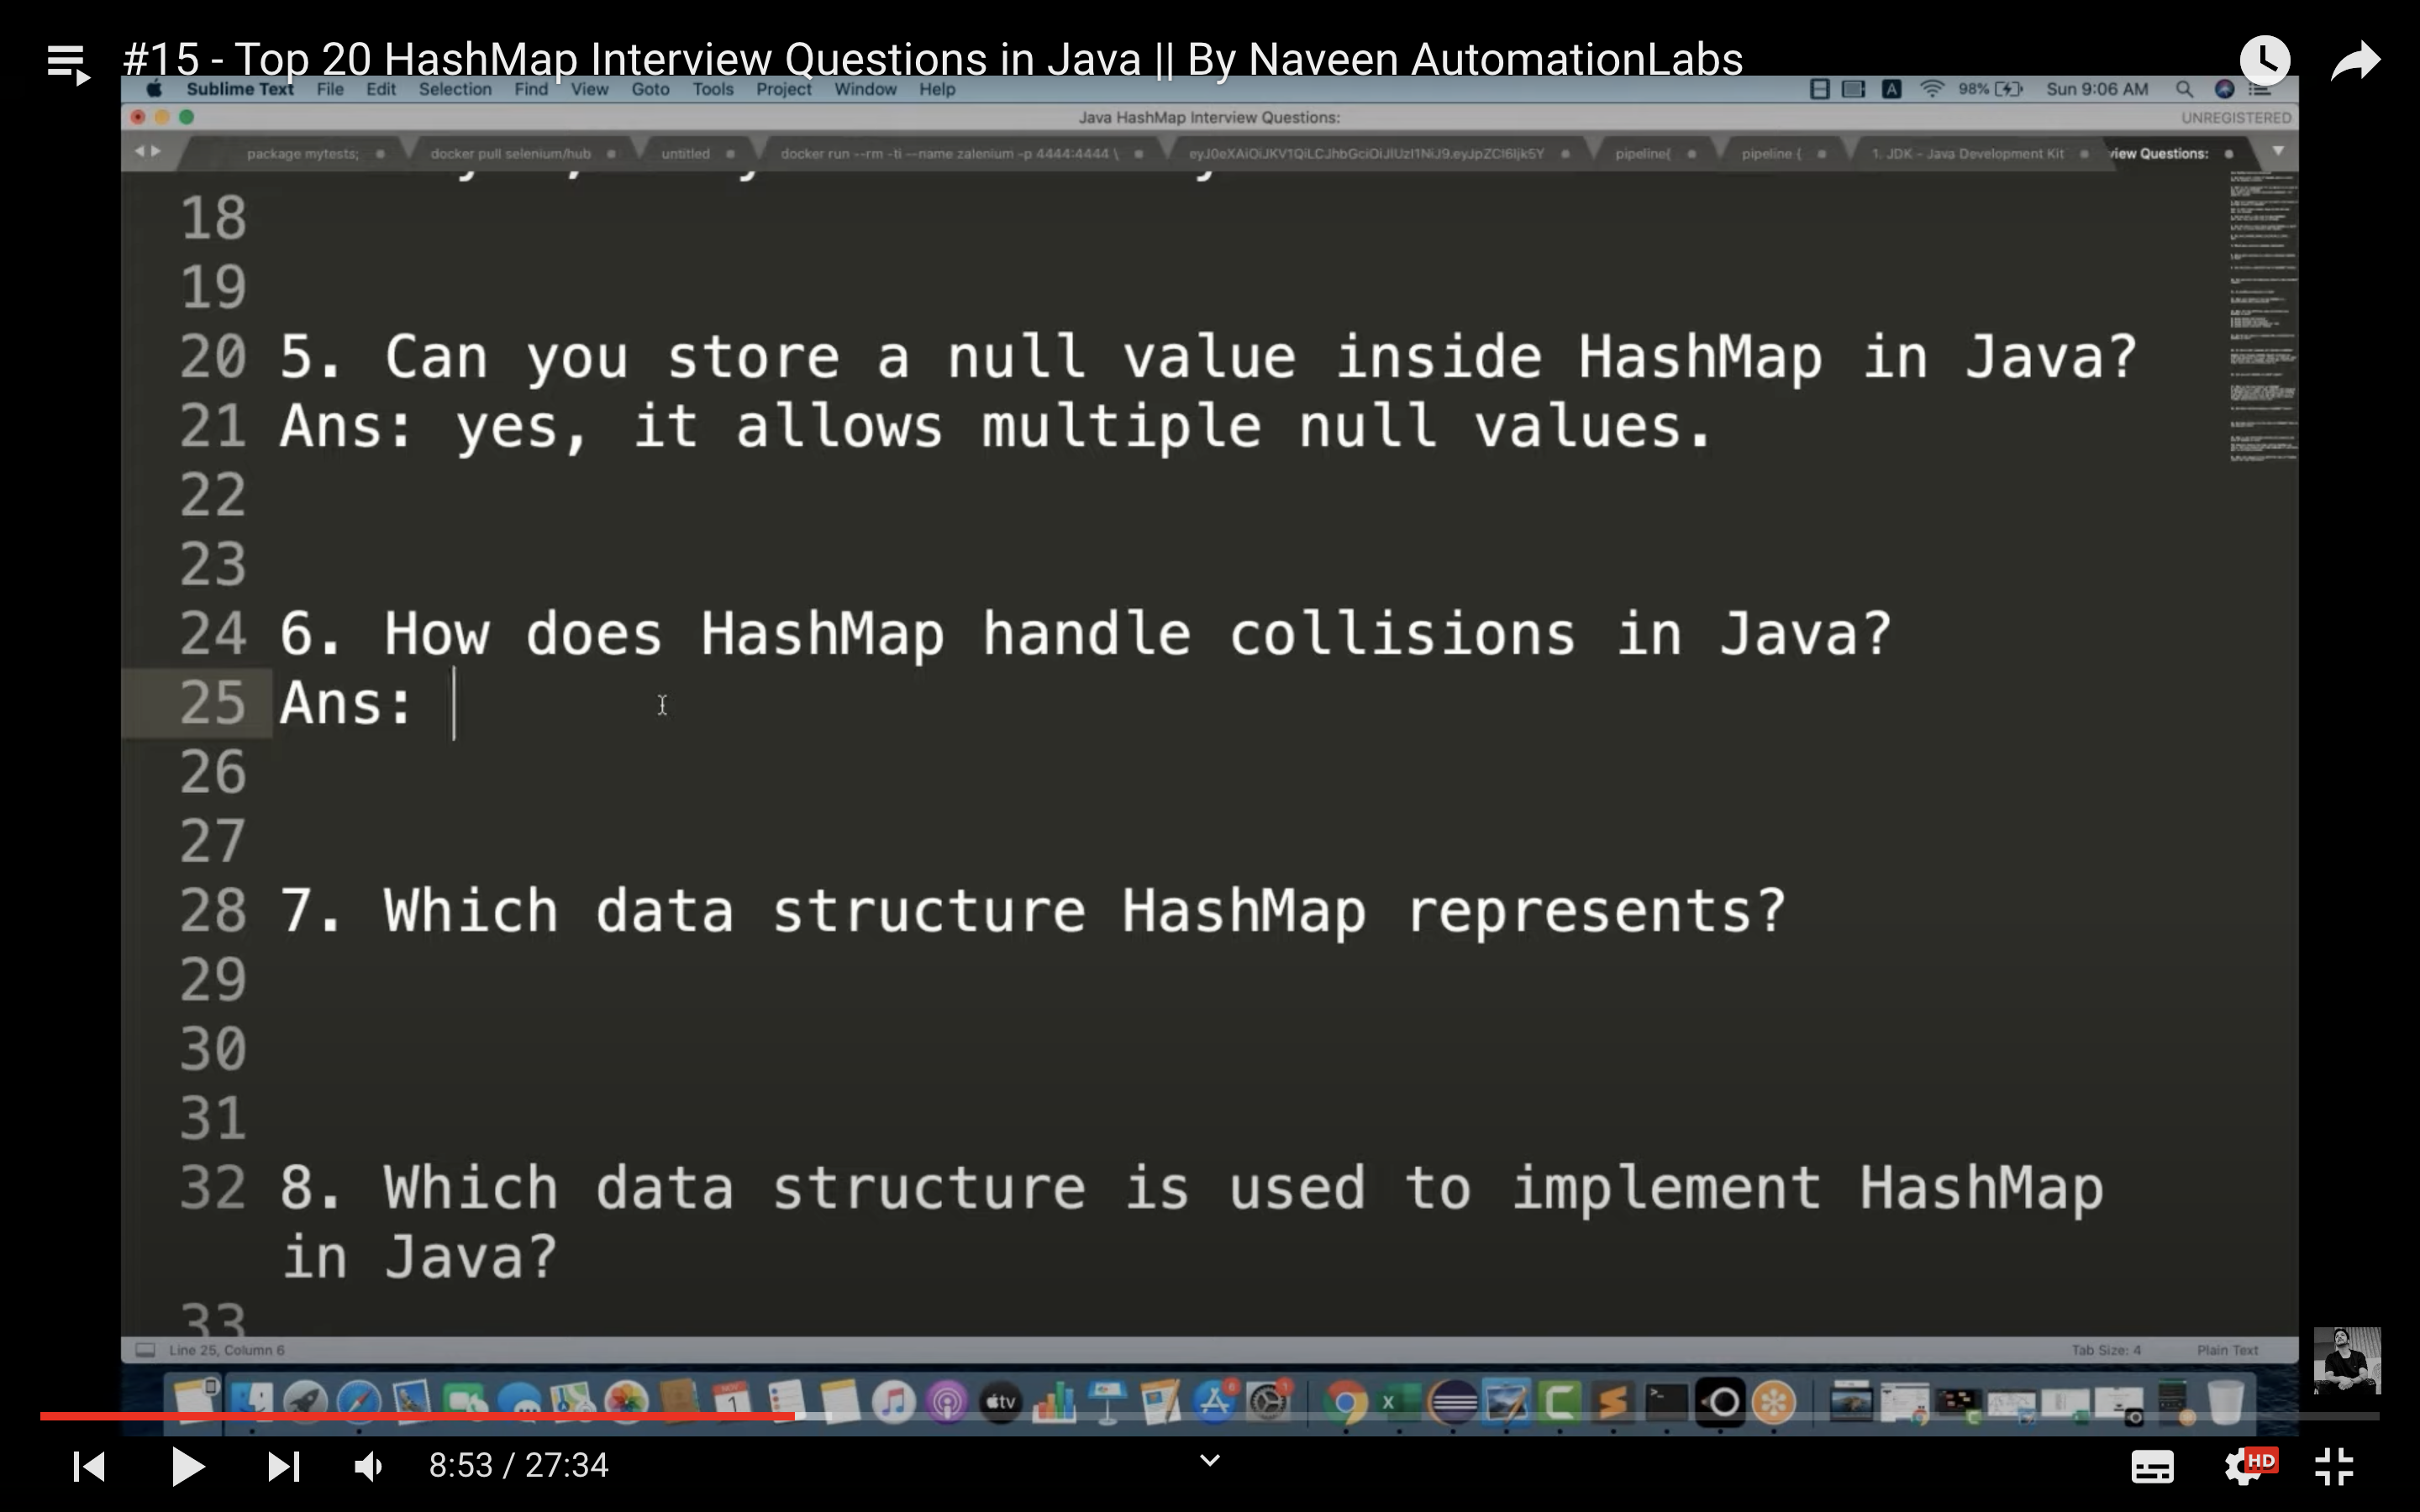 #15 - Top 20 HashMap Interview Questions in Java || By Naveen AutomationLabs
Sublime Text File Edit Selection Find View Goto Tools Project Window Help A 98% Sun 9:06 AM
Java HashMap Interview Questions: UNREGISTERED
package mytests; docker pull selenium/hub untitled docker run --rm -ti --name zalenium -p 4444:4444 \ pipeline{ pipeline { 1. JDK - Java Development Kit view Questions:
18
19
20 5. Can you store a null value inside HashMap in Java?
21 Ans: yes, it allows multiple null values.
22
23
24 6. How does HashMap handle collisions in Java?
25 Ans:
26
27
28 7. Which data structure HashMap represents?
29
30
31
32 8. Which data structure is used to implement HashMap
in Java?
33
Line 25, Column 6 Tab Size: 4 Plain Text
tv
8:53 / 27:34 HD